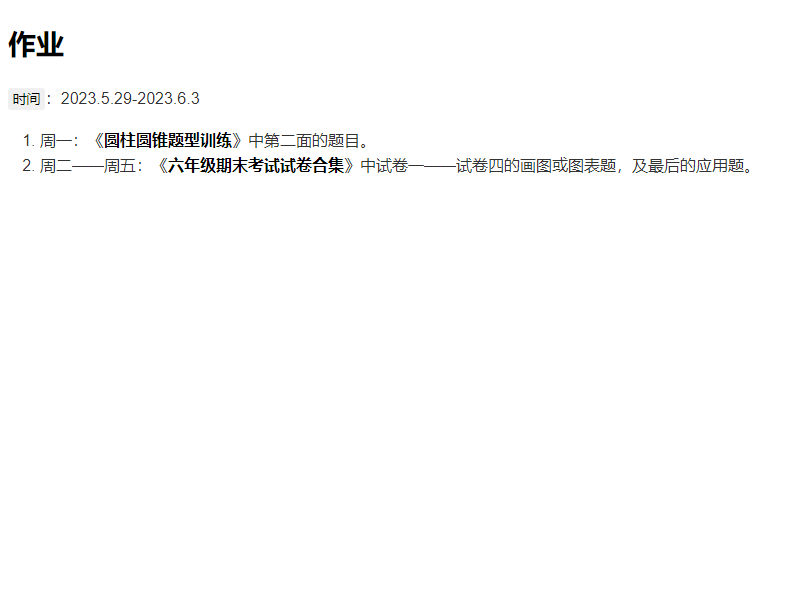 作业
时间：2023.5.29-2023.6.3
1. 周一：《圆柱圆锥题型训练》中第二面的题目。
2. 周二——周五：《六年级期末考试试卷合集》中试卷一——试卷四的画图或图表题，及最后的应用题。